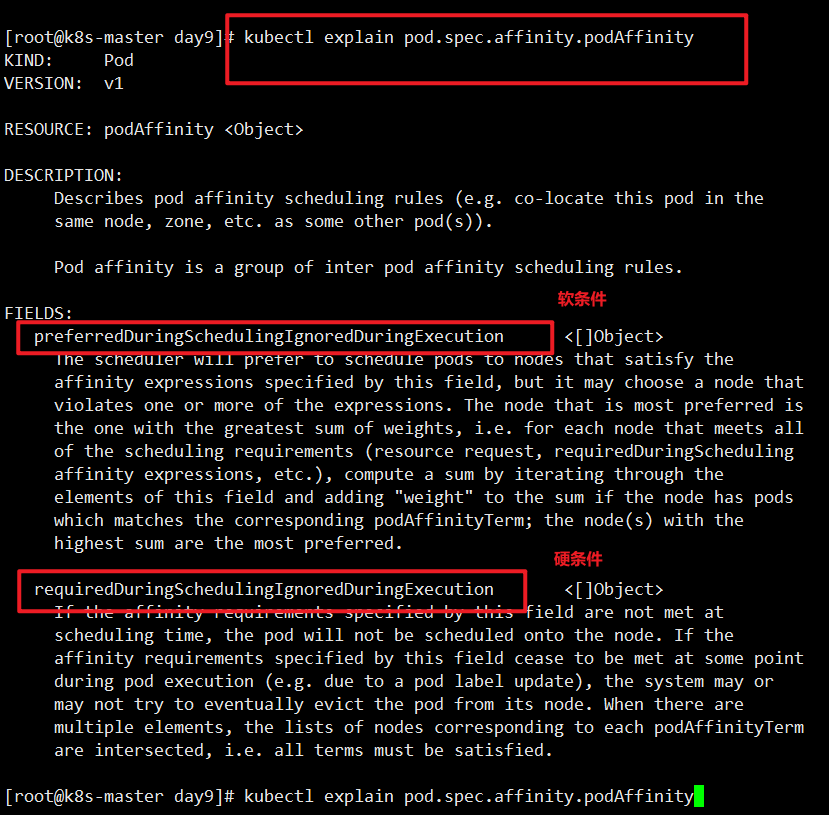 [root@k8s-master day9]# kubectl explain pod.spec.affinity.podAffinity
KIND:     Pod
VERSION:  v1
RESOURCE: podAffinity <Object>
DESCRIPTION:
Describes pod affinity scheduling rules (e.g. co-locate this pod in the
same node, zone, etc. as some other pod(s)).
Pod affinity is a group of inter pod affinity scheduling rules.
软条件
FIELDS:
preferredDuringSchedulingIgnoredDuringExecution <[]Object>
The scheduler will prefer to schedule pods to nodes that satisfy the
affinity expressions specified by this field, but it may choose a node that
violates one or more of the expressions. The node that is most preferred is
the one with the greatest sum of weights, i.e. for each node that meets all
of the scheduling requirements (resource request, requiredDuringScheduling
affinity expressions, etc.), compute a sum by iterating through the
elements of this field and adding "weight" to the sum if the node has pods
which matches the corresponding podAffinityTerm; the node(s) with the
highest sum are the most preferred.
硬条件
requiredDuringSchedulingIgnoredDuringExecution <[]Object>
If the affinity requirements specified by this field are not met at
scheduling time, the pod will not be scheduled onto the node. If the
affinity requirements specified by this field cease to be met at some point
during pod execution (e.g. due to a pod label update), the system may or
may not try to eventually evict the pod from its node. When there are
multiple elements, the lists of nodes corresponding to each podAffinityTerm
are intersected, i.e. all terms must be satisfied.
[root@k8s-master day9]# kubectl explain pod.spec.affinity.podAffinity